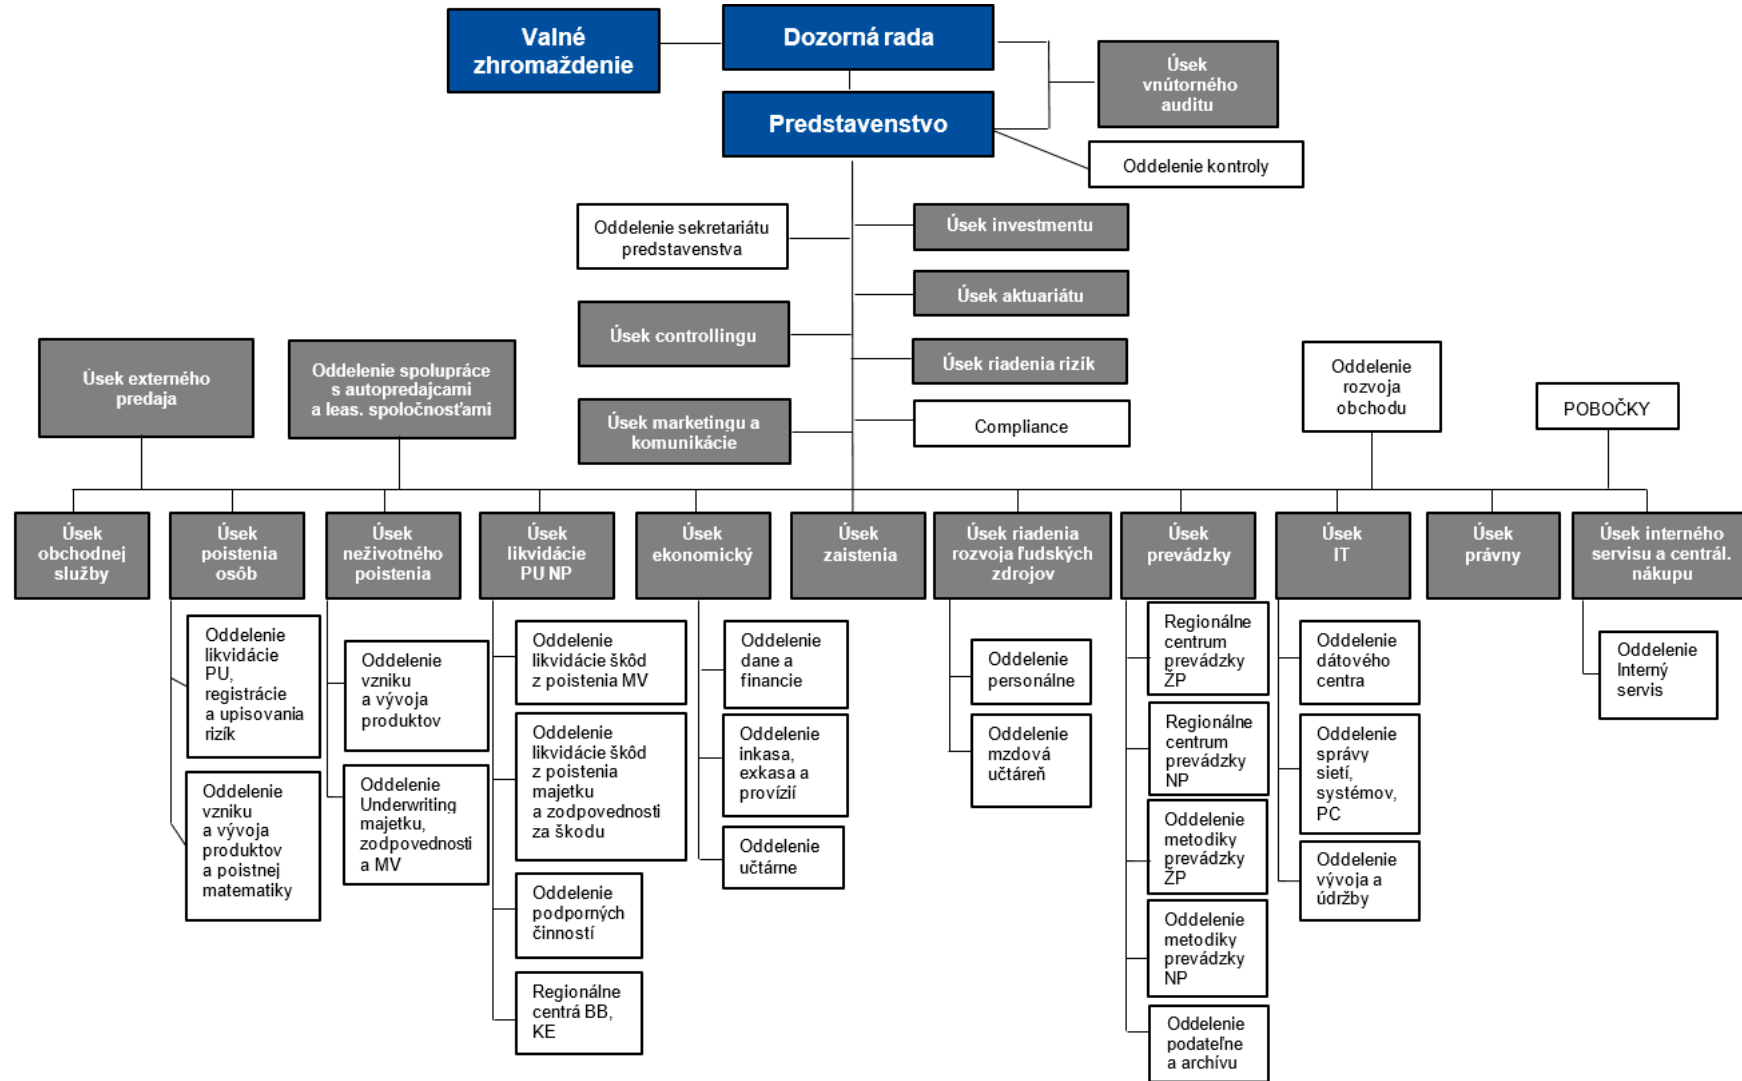 Valné
zhromaždenie
Dozorná rada
Úsek
vnútorného
auditu
Predstavenstvo
Oddelenie kontroly
Oddelenie sekretariátu
predstavenstva
Úsek investmentu
Úsek aktuariátu
Úsek controllingu
Úsek riadenia rizík
Úsek marketingu a
komunikácie
Compliance
Úsek externého
predaja
Oddelenie spolupráce
s autopredajcami
a leas. spoločnosťami
Oddelenie
rozvoja
obchodu
POBOČKY
Úsek
obchodnej
služby
Úsek
poistenia
osôb
Úsek
neživotného
poistenia
Úsek
likvidácie
PU NP
Úsek
ekonomický
Úsek
zaistenia
Úsek riadenia
rozvoja ľudských
zdrojov
Úsek
prevádzky
Úsek
IT
Úsek
právny
Úsek interného
servisu a centrál.
nákupu
Oddelenie
likvidácie
PU,
registrácie
a upisovania
rizík
Oddelenie
vzniku
a vývoja
produktov
a poistnej
matematiky
Oddelenie
vzniku
a vývoja
produktov
Oddelenie
Underwriting
majetku,
zodpovednosti
a MV
Oddelenie
likvidácie škôd
z poistenia MV
Oddelenie
likvidácie škôd
z poistenia
majetku
a zodpovednosti
za škodu
Oddelenie
podporných
činností
Regionálne
centrá BB,
KE
Oddelenie
dane a
financie
Oddelenie
inkasa,
exkasa a
provízií
Oddelenie
učtárne
Oddelenie
personálne
Oddelenie
mzdová
učtáreň
Regionálne
centrum
prevádzky
ŽP
Regionálne
centrum
prevádzky
NP
Oddelenie
metodiky
prevádzky
ŽP
Oddelenie
metodiky
prevádzky
NP
Oddelenie
podateľne
a archívu
Oddelenie
dátového
centra
Oddelenie
správy
sietí,
systémov,
PC
Oddelenie
vývoja a
údržby
Oddelenie
Interný
servis